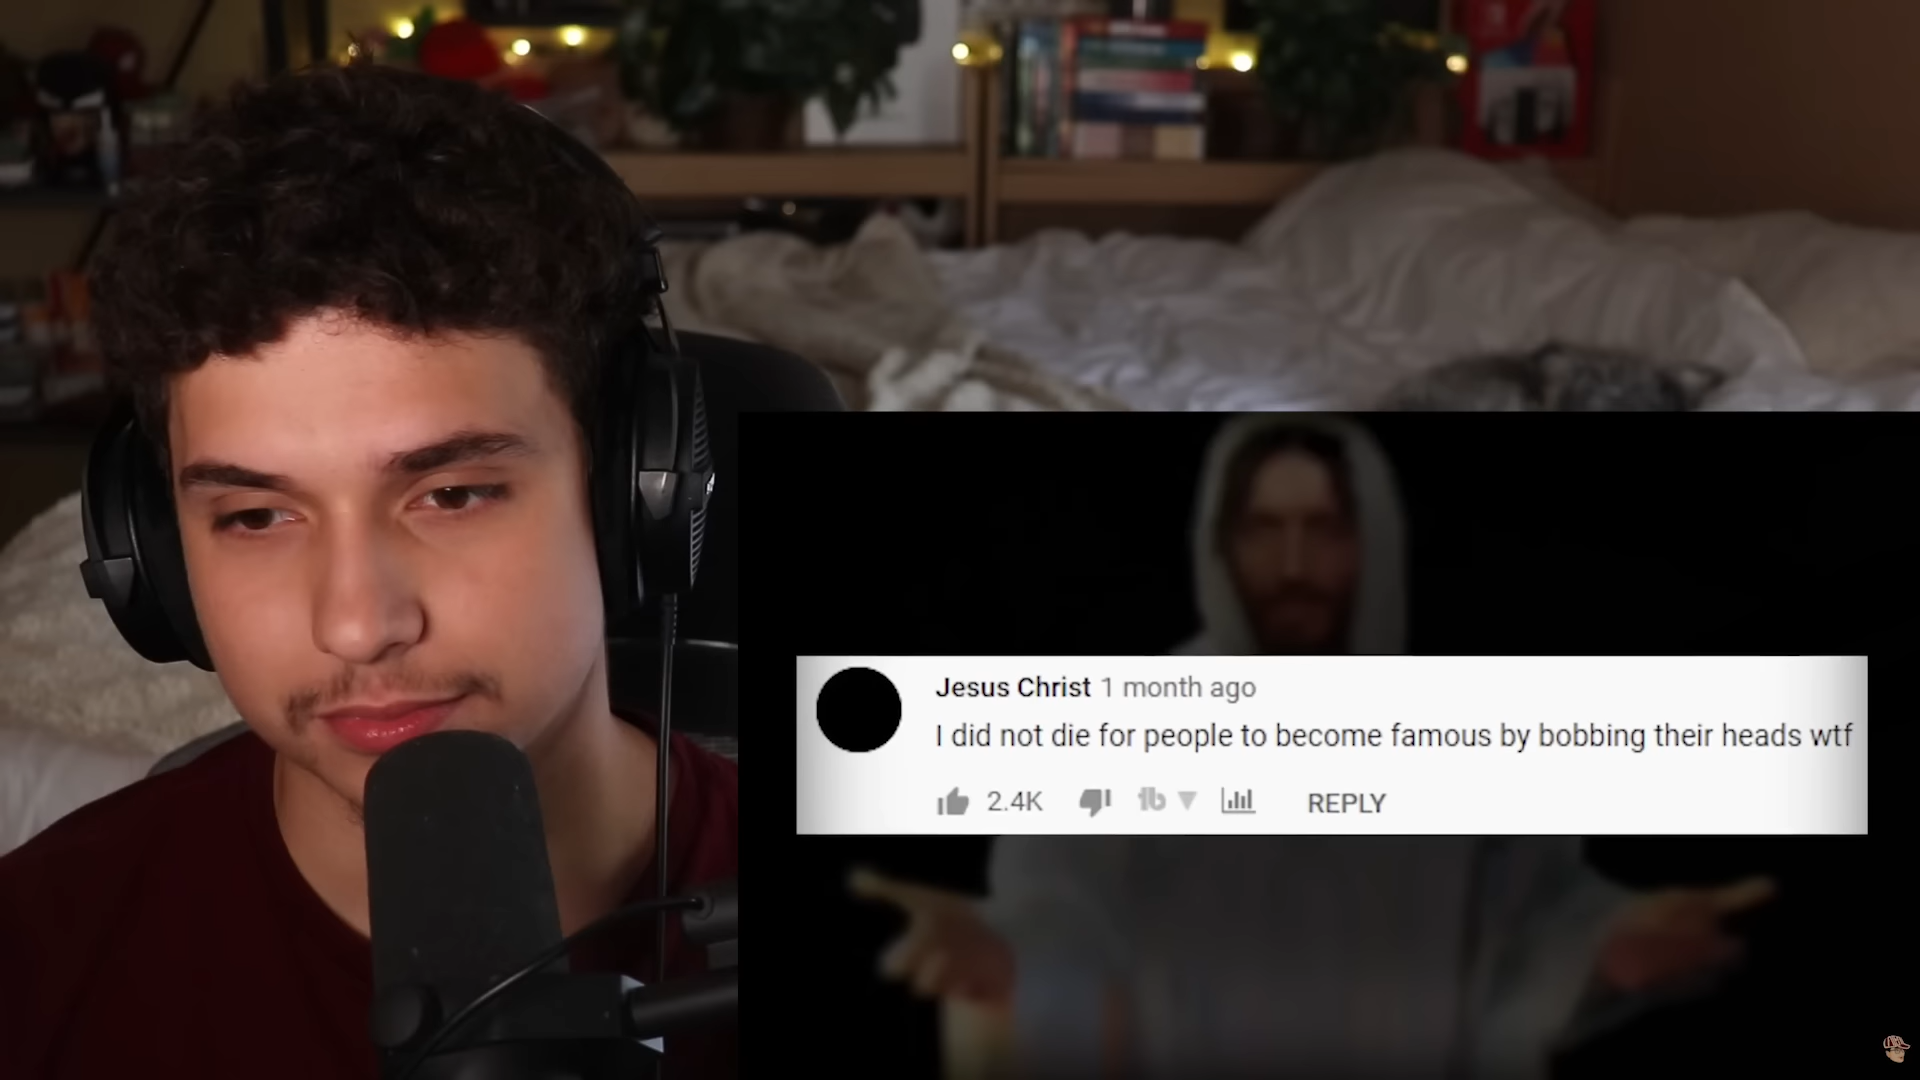 Jesus Christ 1 month ago
I did not die for people to become famous by bobbing their heads wtf
2.4K REPLY